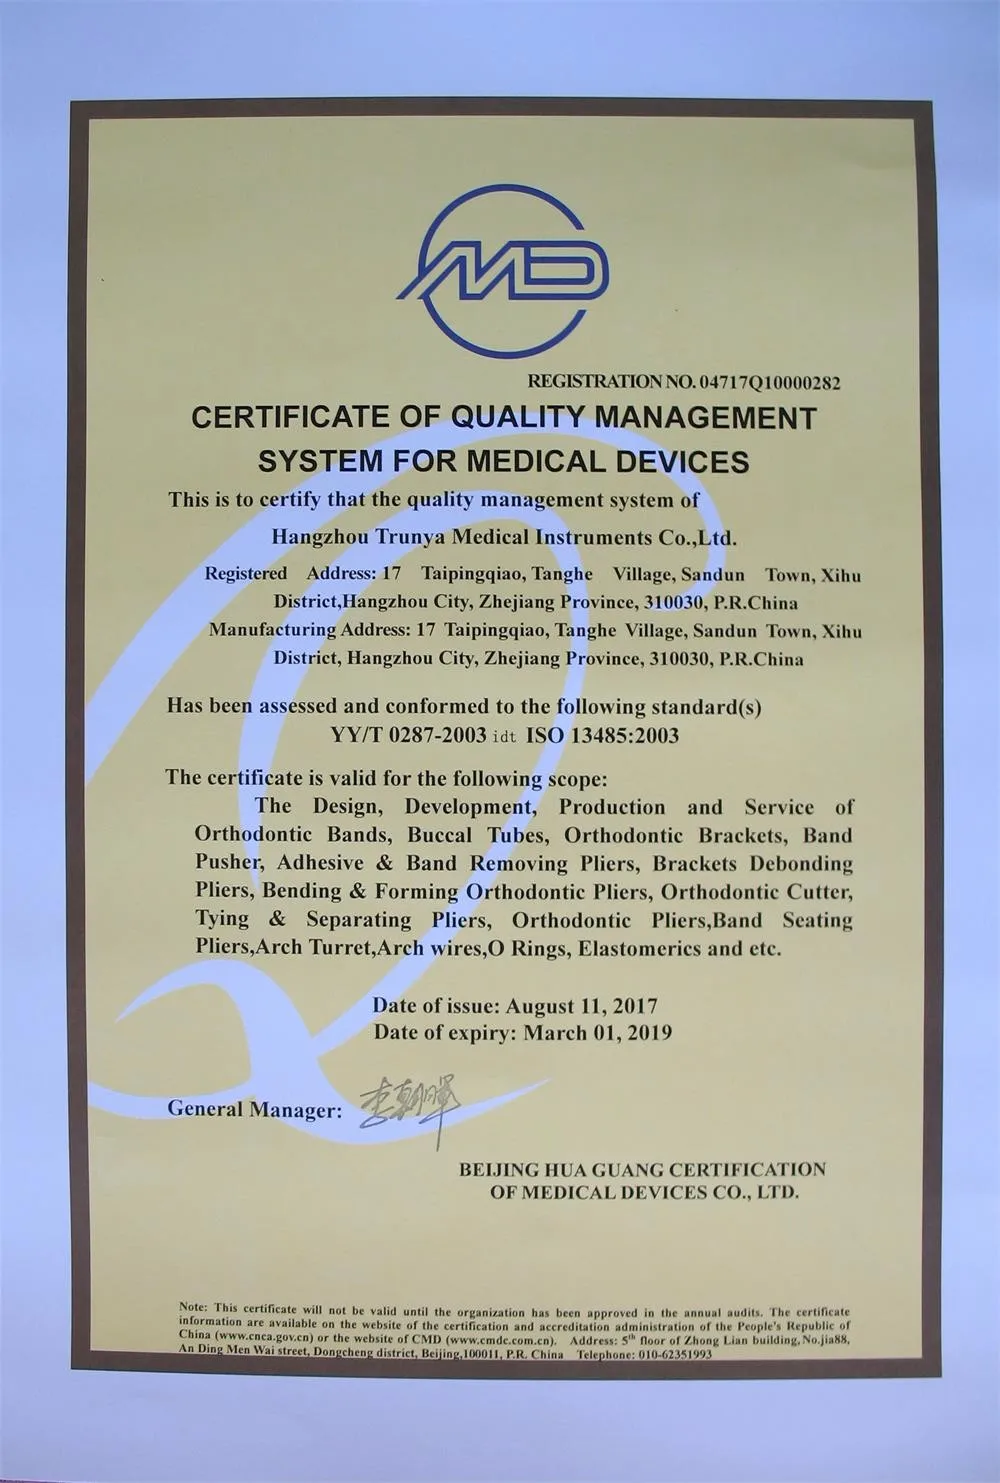 MD
REGISTRATION NO. 04717Q10000282
CERTIFICATE OF QUALITY MANAGEMENT
SYSTEM FOR MEDICAL DEVICES
This is to certify that the quality management system of
Hangzhou Trunya Medical Instruments Co.,Ltd.
Registered Address: 17 Taipingqiao, Tanghe Village, Sandun Town, Xihu
District,Hangzhou City, Zhejiang Province, 310030, P.R.China
Manufacturing Address: 17 Taipingqiao, Tanghe Village, Sandun Town, Xihu
District, Hangzhou City, Zhejiang Province, 310030, P.R.China
Has been assessed and conformed to the following standard(s)
YY/T 0287-2003 idt ISO 13485:2003
The certificate is valid for the following scope:
The Design, Development, Production and Service of
Orthodontic Bands, Buccal Tubes, Orthodontic Brackets, Band
Pusher, Adhesive & Band Removing Pliers, Brackets Debonding
Pliers, Bending & Forming Orthodontic Pliers, Orthodontic Cutter,
Tying & Separating Pliers, Orthodontic Pliers,Band Seating
Pliers,Arch Turret,Arch wires,O Rings, Elastomerics and etc.
Date of issue: August 11, 2017
Date of expiry: March 01, 2019
General Manager: 李朝暉
BEIJING HUA GUANG CERTIFICATION
OF MEDICAL DEVICES CO., LTD.
Note: This certificate will not be valid until the organization has been approved in the annual audits. The certificate
information are available on the website of the certification and accreditation administration of the People's Republic of
China (www.cnca.gov.cn) or the website of CMD (www.cmdc.com.cn). Address: 5th floor of Zhong Lian building, No.jia88,
An Ding Men Wai street, Dongcheng district, Beijing,100011, P.R. China Telephone: 010-62351993